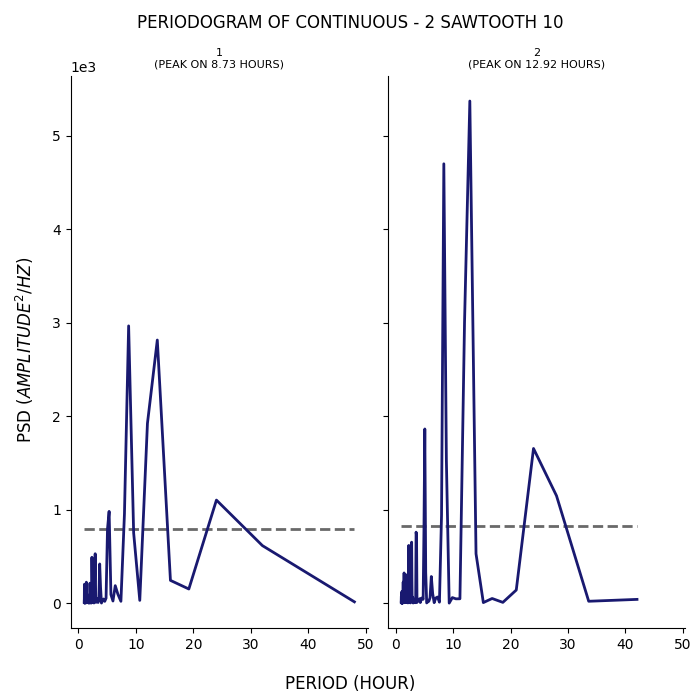 PERIODOGRAM OF CONTINUOUS - 2 SAWTOOTH 10
1
(PEAK ON 8.73 HOURS)
2
(PEAK ON 12.92 HOURS)
1e3
5
4
3
2
1
0
PSD (AMPLITUDE²/HZ)
0 10 20 30 40 50
0 10 20 30 40 50
PERIOD (HOUR)